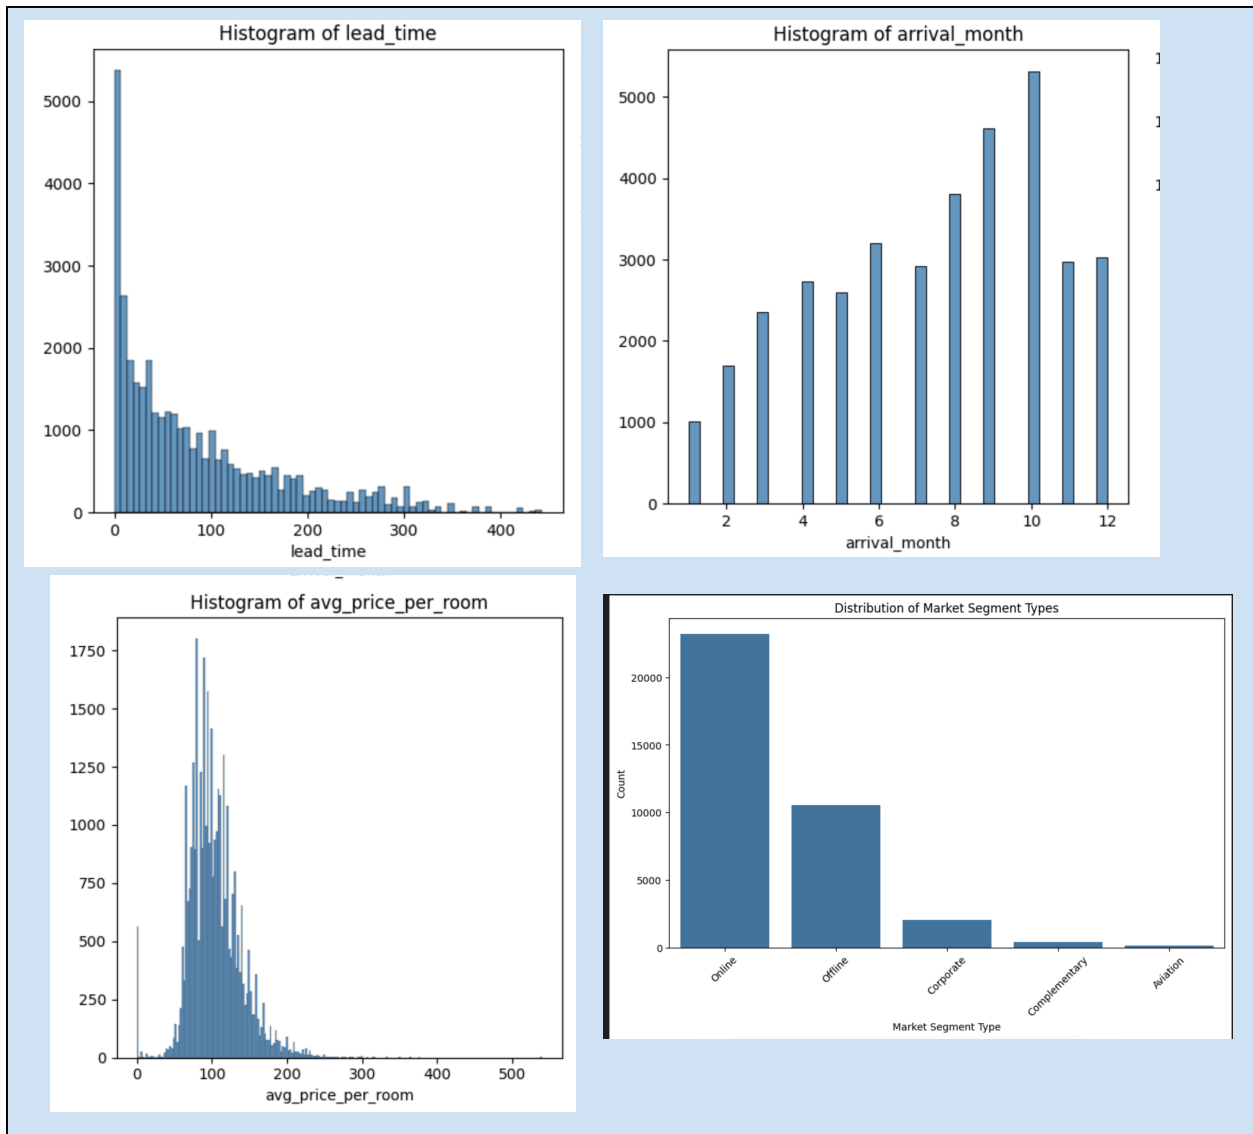 Histogram of lead_time
5000
4000
3000
2000
1000
0
0 100 200 300 400
lead_time
Histogram of arrival_month
5000
4000
3000
2000
1000
0
2 4 6 8 10 12
arrival_month
Histogram of avg_price_per_room
1750
1500
1250
1000
750
500
250
0
0 100 200 300 400 500
avg_price_per_room
Distribution of Market Segment Types
20000
15000
10000
5000
0
Count
Online Offline Corporate Complementary Aviation
Market Segment Type